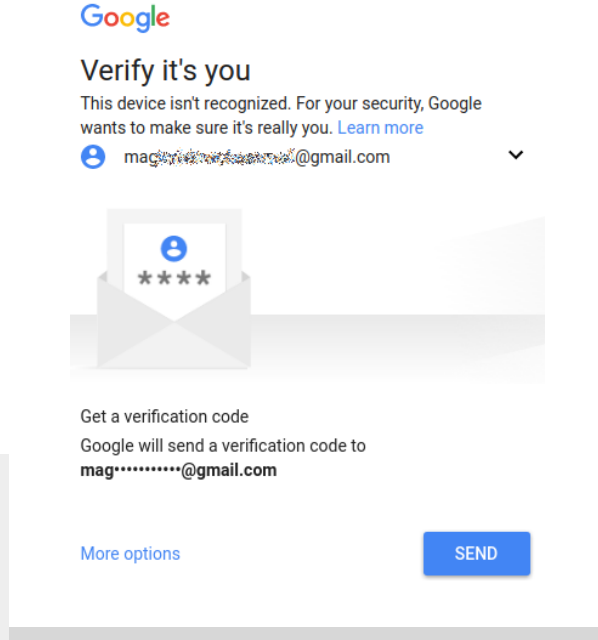 Google
Verify it's you
This device isn't recognized. For your security, Google
wants to make sure it's really you. Learn more
@gmail.com
****
Get a verification code
Google will send a verification code to
mag•••••••••••@gmail.com
More options
SEND